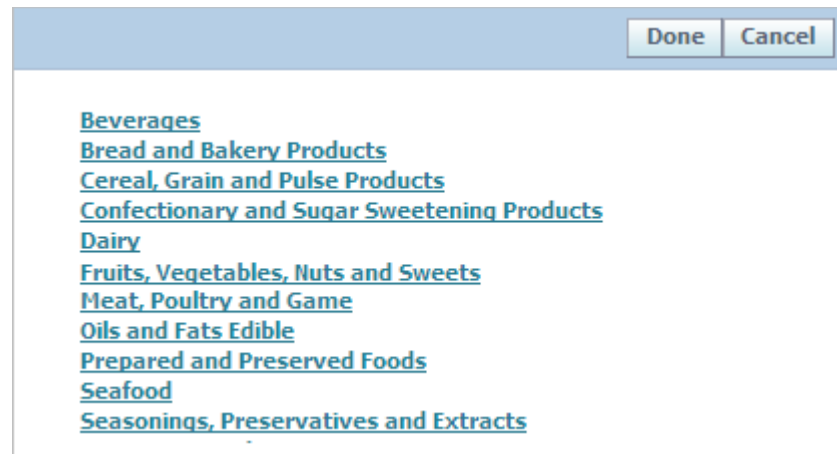 Done Cancel
Beverages
Bread and Bakery Products
Cereal, Grain and Pulse Products
Confectionary and Sugar Sweetening Products
Dairy
Fruits, Vegetables, Nuts and Sweets
Meat, Poultry and Game
Oils and Fats Edible
Prepared and Preserved Foods
Seafood
Seasonings, Preservatives and Extracts